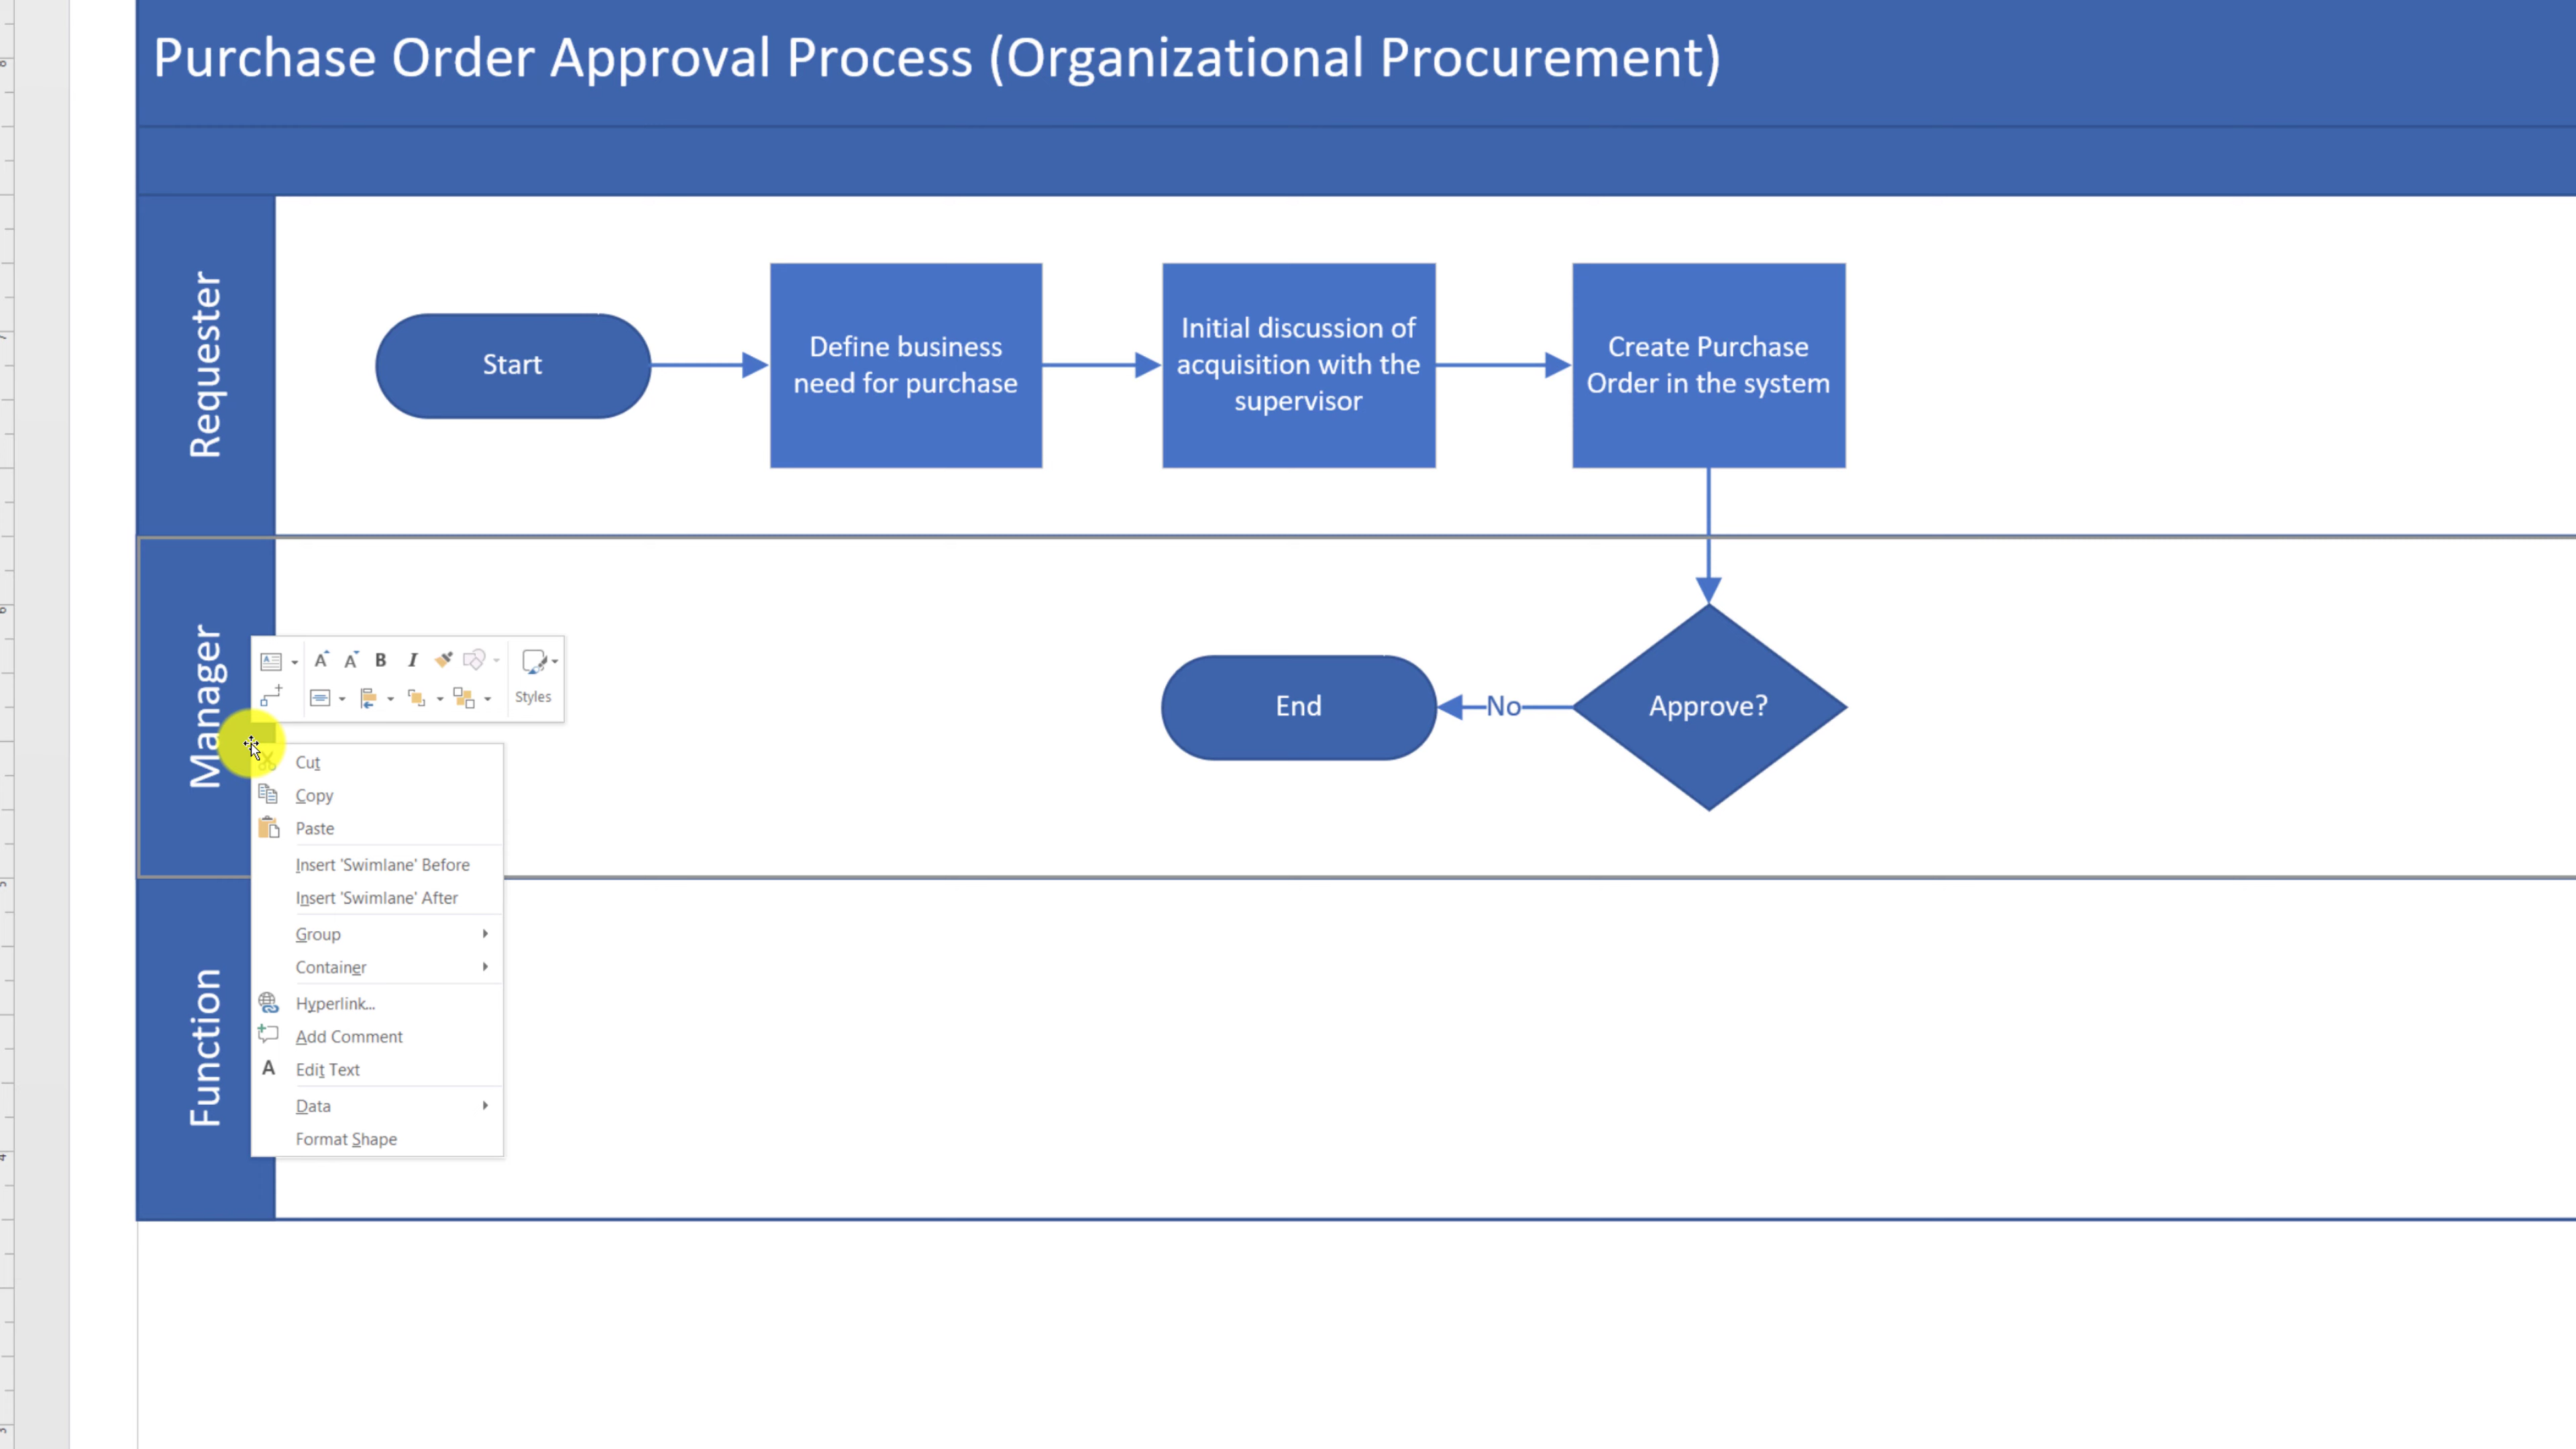 Purchase Order Approval Process (Organizational Procurement)
Requester
Start
Define business
need for purchase
Initial discussion of
acquisition with the
supervisor
Create Purchase
Order in the system
Manager
End
No
Approve?
Styles
Cut
Copy
Paste
Insert 'Swimlane' Before
Insert 'Swimlane' After
Group
Container
Hyperlink...
Add Comment
Edit Text
Data
Format Shape
Function